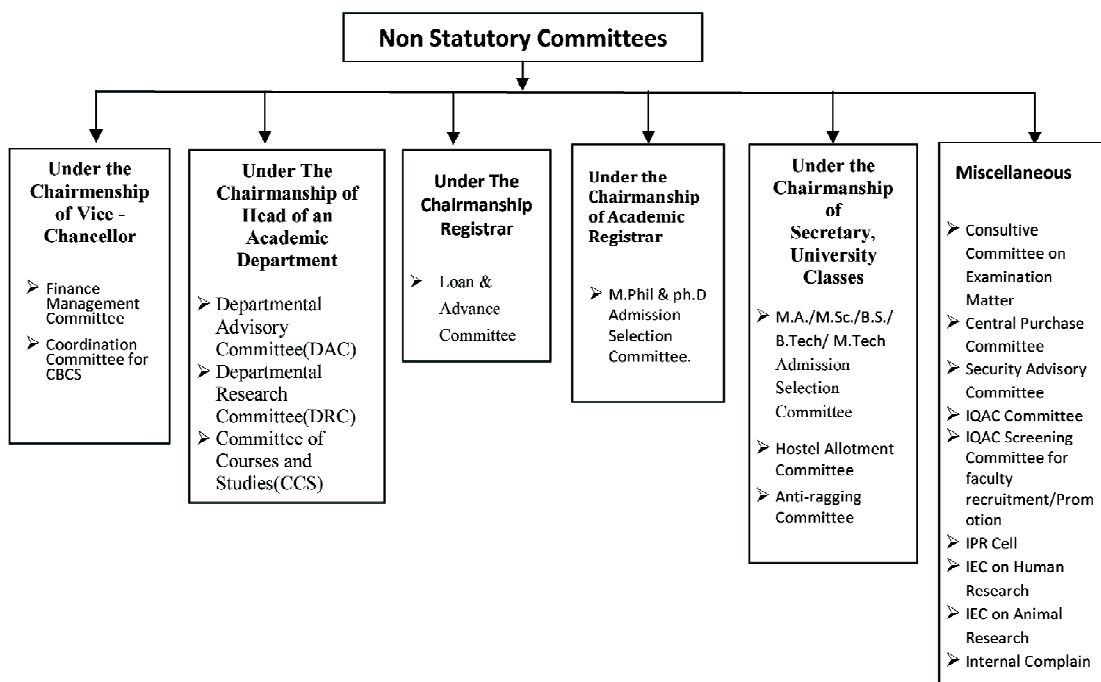 Non Statutory Committees
Under the
Chairmenship
of Vice -
Chancellor
➢ Finance
Management
Committee
➢ Coordination
Committee for
CBCS
Under The
Chairmanship of
Head of an
Academic
Department
➢ Departmental
Advisory
Committee(DAC)
➢ Departmental
Research
Committee(DRC)
➢ Committee of
Courses and
Studies(CCS)
Under The
Chairmanship
Registrar
➢ Loan &
Advance
Committee
Under the
Chairmanship
of Academic
Registrar
➢ M.Phil & ph.D
Admission
Selection
Committee.
Under the
Chairmanship
of
Secretary,
University
Classes
➢ M.A./M.Sc./B.S./
B.Tech/ M.Tech
Admission
Selection
Committee
➢ Hostel Allotment
Committee
➢ Anti-ragging
Committee
Miscellaneous
➢ Consultive
Committee on
Examination
Matter
➢ Central Purchase
Committee
➢ Security Advisory
Committee
➢ IQAC Committee
➢ IQAC Screening
Committee for
faculty
recruitment/Prom
otion
➢ IPR Cell
➢ IEC on Human
Research
➢ IEC on Animal
Research
➢ Internal Complain